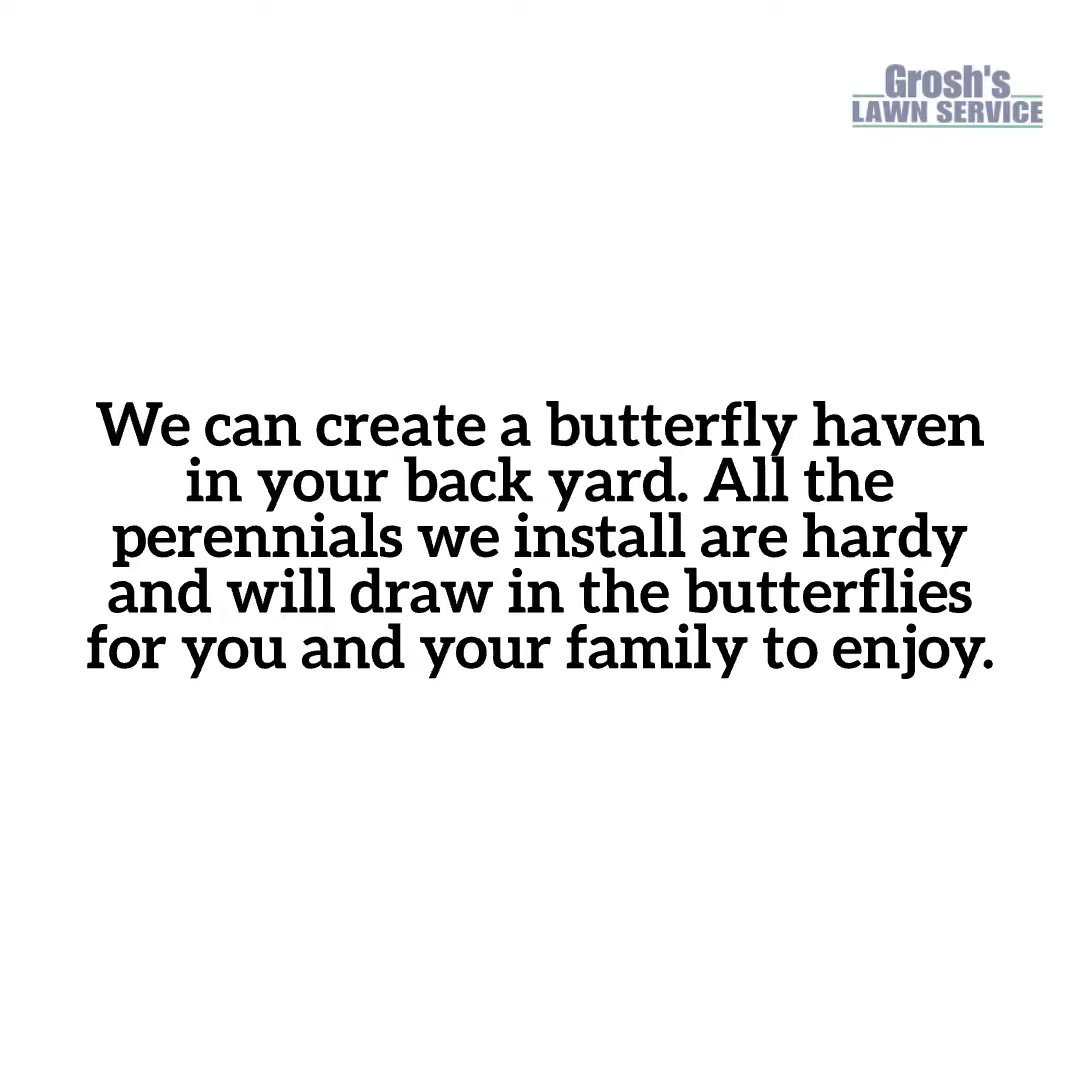 Grosh's
LAWN SERVICE
We can create a butterfly haven
in your back yard. All the
perennials we install are hardy
and will draw in the butterflies
for you and your family to enjoy.